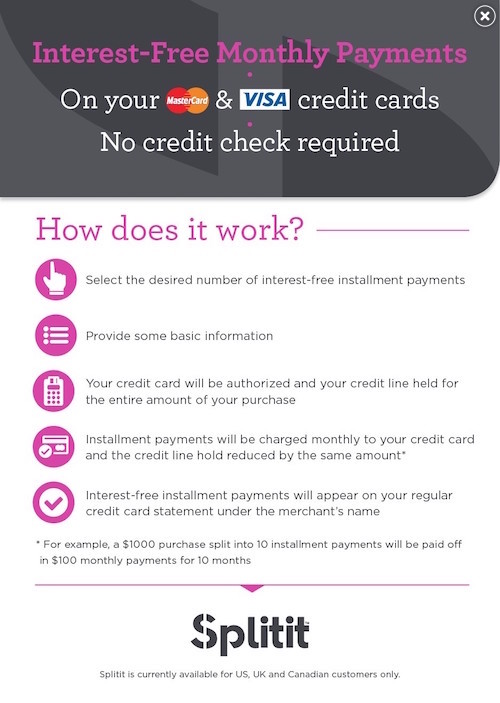 Interest-Free Monthly Payments
On your MasterCard & VISA credit cards
No credit check required
How does it work?
Select the desired number of interest-free installment payments
Provide some basic information
Your credit card will be authorized and your credit line held for
the entire amount of your purchase
Installment payments will be charged monthly to your credit card
and the credit line hold reduced by the same amount*
Interest-free installment payments will appear on your regular
credit card statement under the merchant's name
* For example, a $1000 purchase split into 10 installment payments will be paid off
in $100 monthly payments for 10 months
Splitit
Splitit is currently available for US, UK and Canadian customers only.